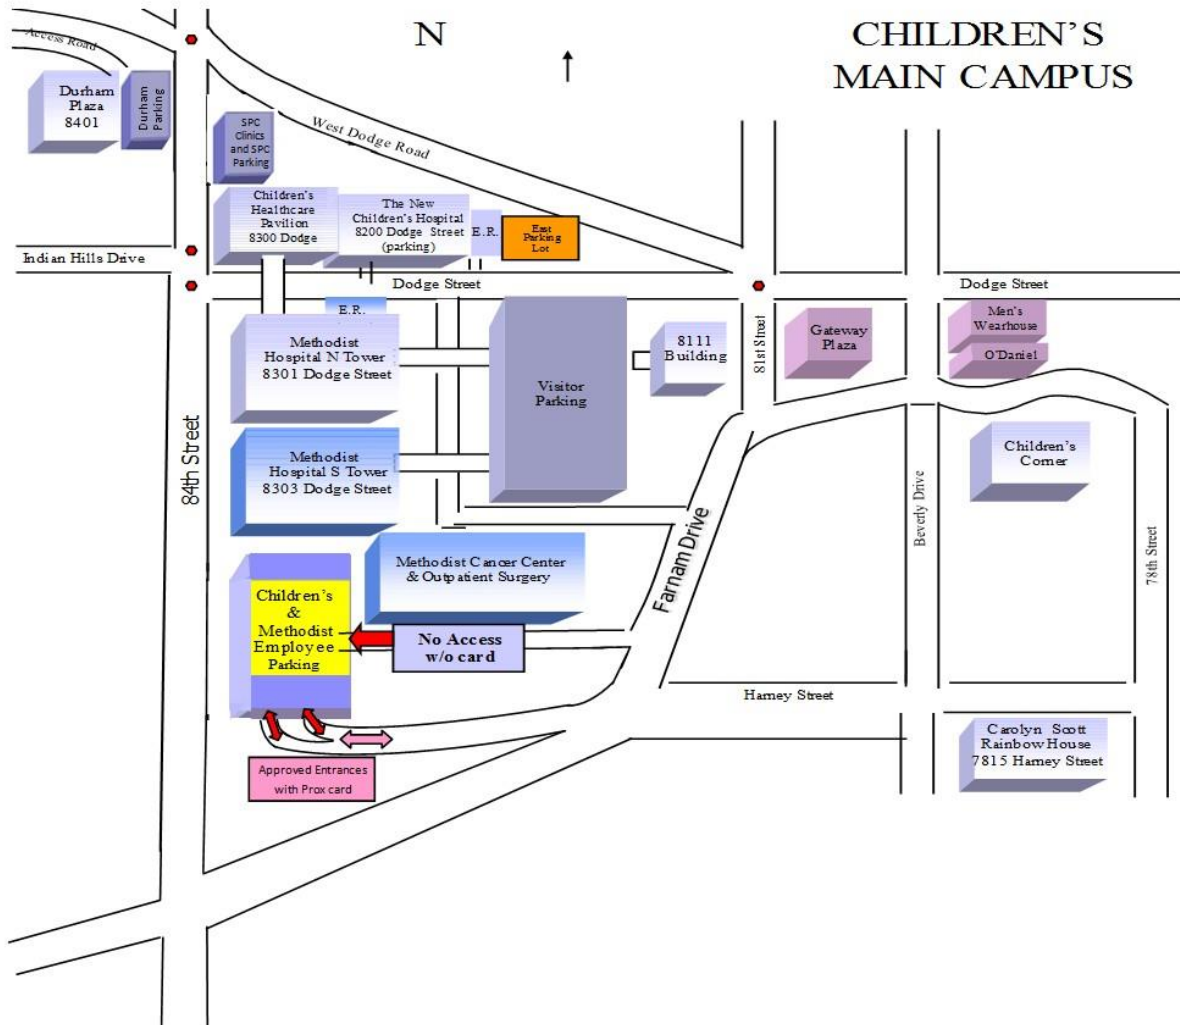 N
CHILDREN'S
MAIN CAMPUS
Access Road
Durham
Plaza
8401
Durham
Parking
SPC
Clinics
and SPC
Parking
West Dodge Road
Children's
Healthcare
Pavilion
8300 Dodge
The New
Children's Hospital
8200 Dodge Street
(parking)
E.R.
East
Parking
Lot
Indian Hills Drive
Dodge Street
Dodge Street
E.R.
Methodist
Hospital N Tower
8301 Dodge Street
Visitor
Parking
8111
Building
81st Street
Gateway
Plaza
Men's
Wearhouse
O'Daniel
84th Street
Methodist
Hospital S Tower
8303 Dodge Street
Children's
Corner
Beverly Drive
78th Street
Farnam Drive
Methodist Cancer Center
& Outpatient Surgery
Children's
&
Methodist
Employee
Parking
No Access
w/o card
Harney Street
Carolyn Scott
Rainbow House
7815 Harney Street
Approved Entrances
with Prox card